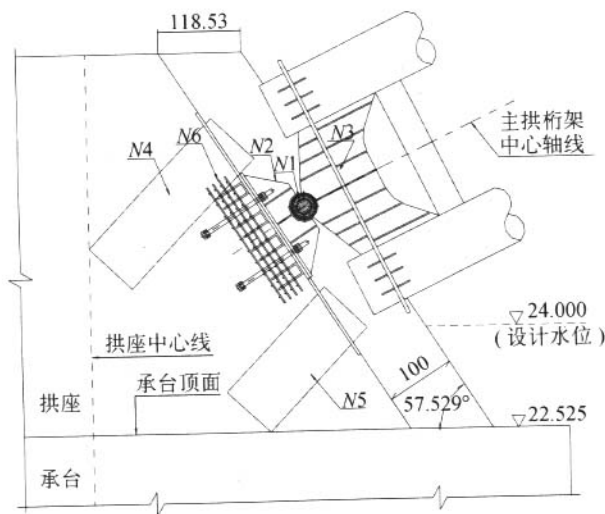 118.53
N6
N4
N2
N1
N3
主拱桁架
中心轴线
24.000
(设计水位)
拱座中心线
100
承台顶面
57.529°
拱座
N5
22.525
承台